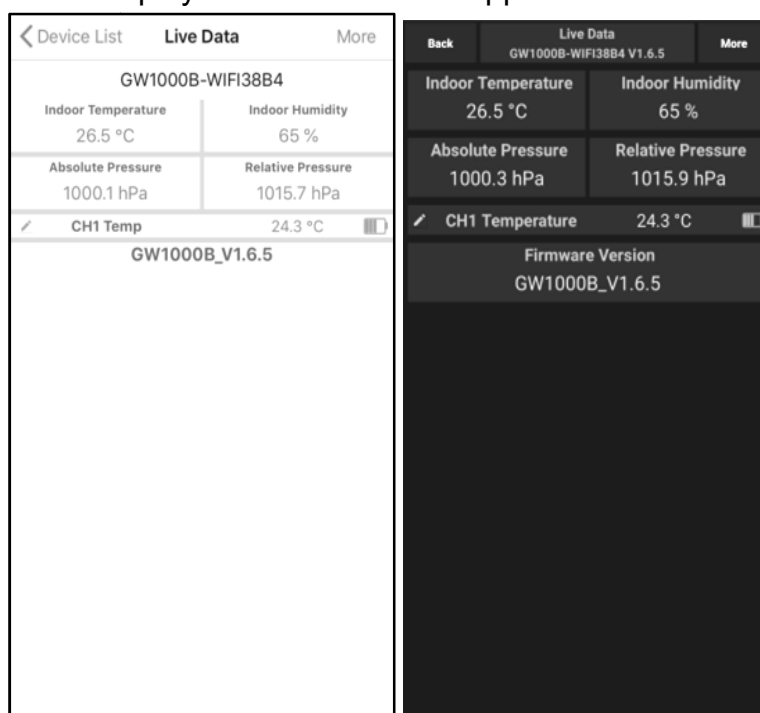 Device List Live Data More
GW1000B-WIFI38B4
Indoor Temperature Indoor Humidity
26.5 °C 65 %
Absolute Pressure Relative Pressure
1000.1 hPa 1015.7 hPa
CH1 Temp 24.3 °C
GW1000B_V1.6.5
Back Live Data More
GW1000B-WIFI38B4 V1.6.5
Indoor Temperature Indoor Humidity
26.5 °C 65 %
Absolute Pressure Relative Pressure
1000.3 hPa 1015.9 hPa
CH1 Temperature 24.3 °C
Firmware Version
GW1000B_V1.6.5